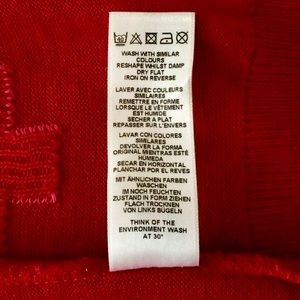 WASH WITH SIMILAR
COLOURS
RESHAPE WHILST DAMP
DRY FLAT
IRON ON REVERSE
LAVER AVEC COULEURS
SIMILAIRES
REMETTRE EN FORME
LORSQUE LE VÊTEMENT
EST HUMIDE
SECHER A PLAT
REPASSER SUR L'ENVERS
LAVAR CON COLORES
SIMILARES
DEVOLVER LA FORMA
ORIGINAL MIENTRAS ESTÉ
HÚMEDA
SECAR EN HORIZONTAL
PLANCHAR POR EL REVES
MIT ÄHNLICHEN FARBEN
WASCHEN
IM NOCH FEUCHTEN
ZUSTAND IN FORM ZIEHEN
FLACH TROCKNEN
VON LINKS BÜGELN
THINK OF THE
ENVIRONMENT WASH
AT 30°